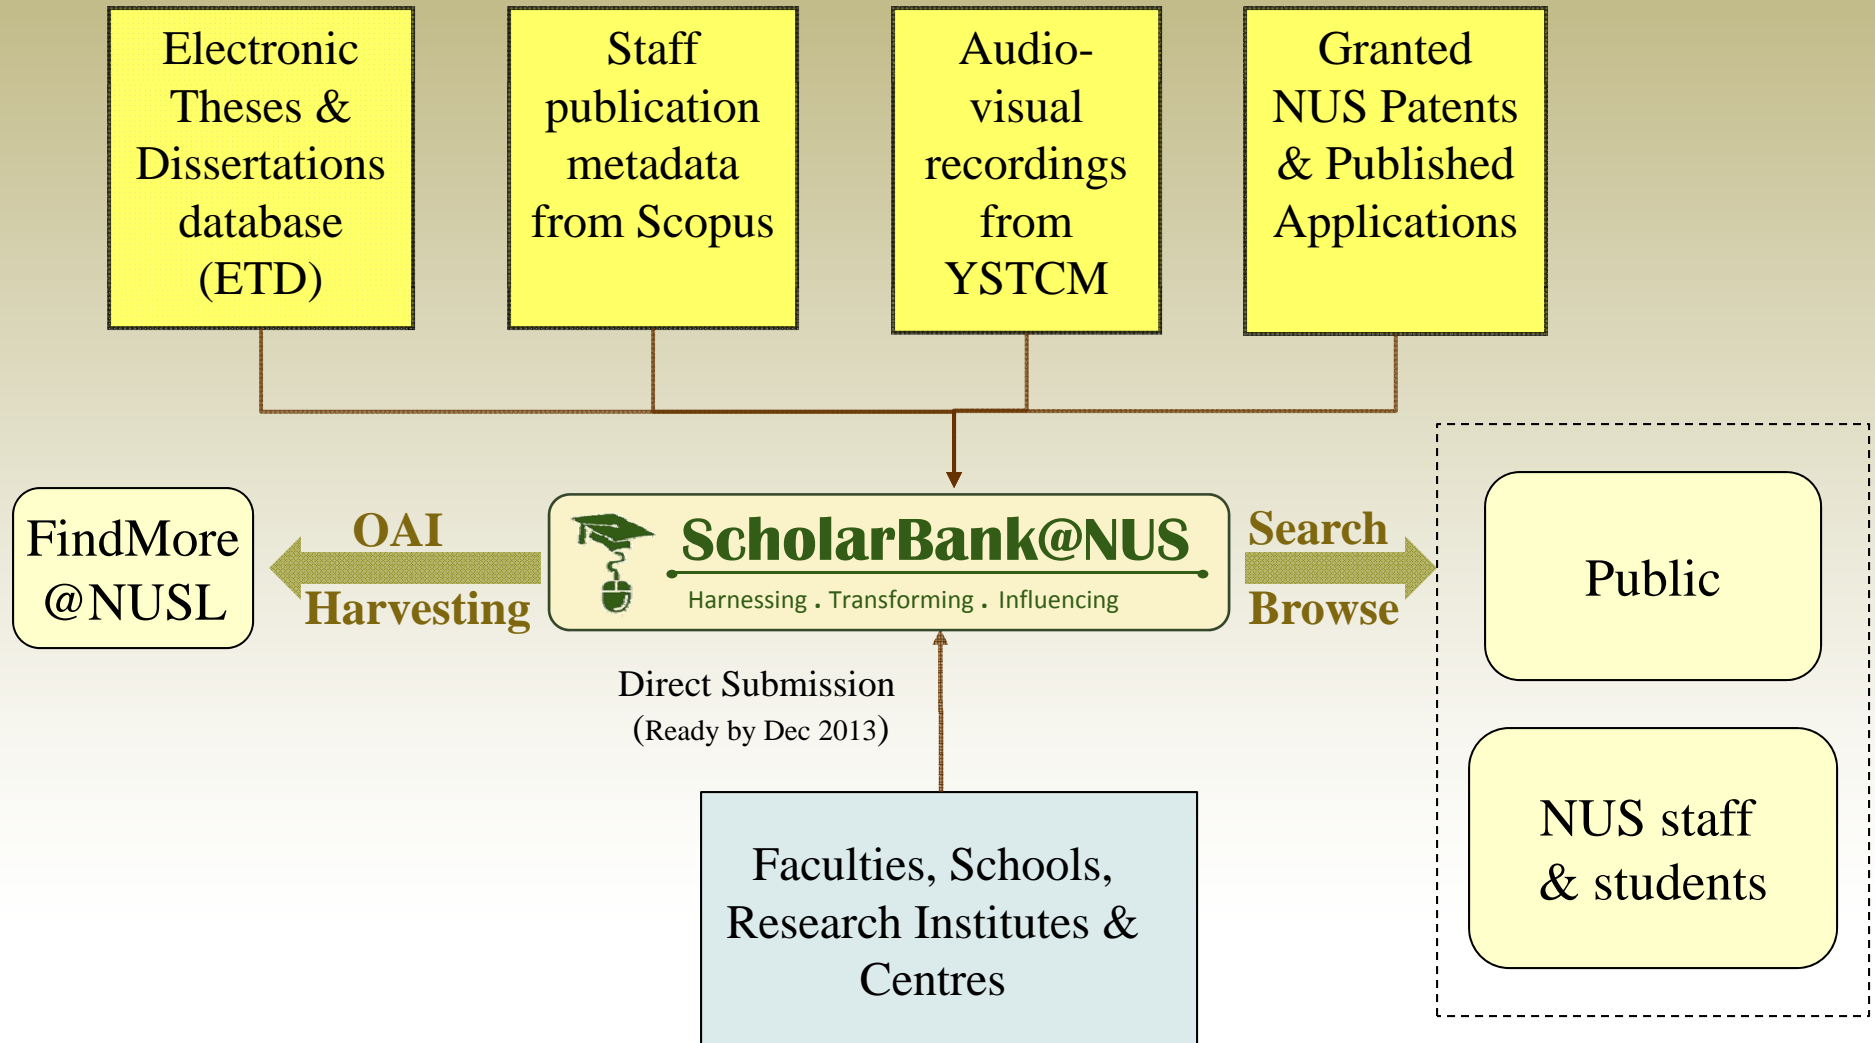 Electronic
Theses &
Dissertations
database
(ETD)
Staff
publication
metadata
from Scopus
Audio-
visual
recordings
from
YSTCM
Granted
NUS Patents
& Published
Applications
FindMore
@NUSL
OAI
Harvesting
ScholarBank@NUS
Harnessing . Transforming . Influencing
Search
Browse
Public
NUS staff
& students
Direct Submission
(Ready by Dec 2013)
Faculties, Schools,
Research Institutes &
Centres